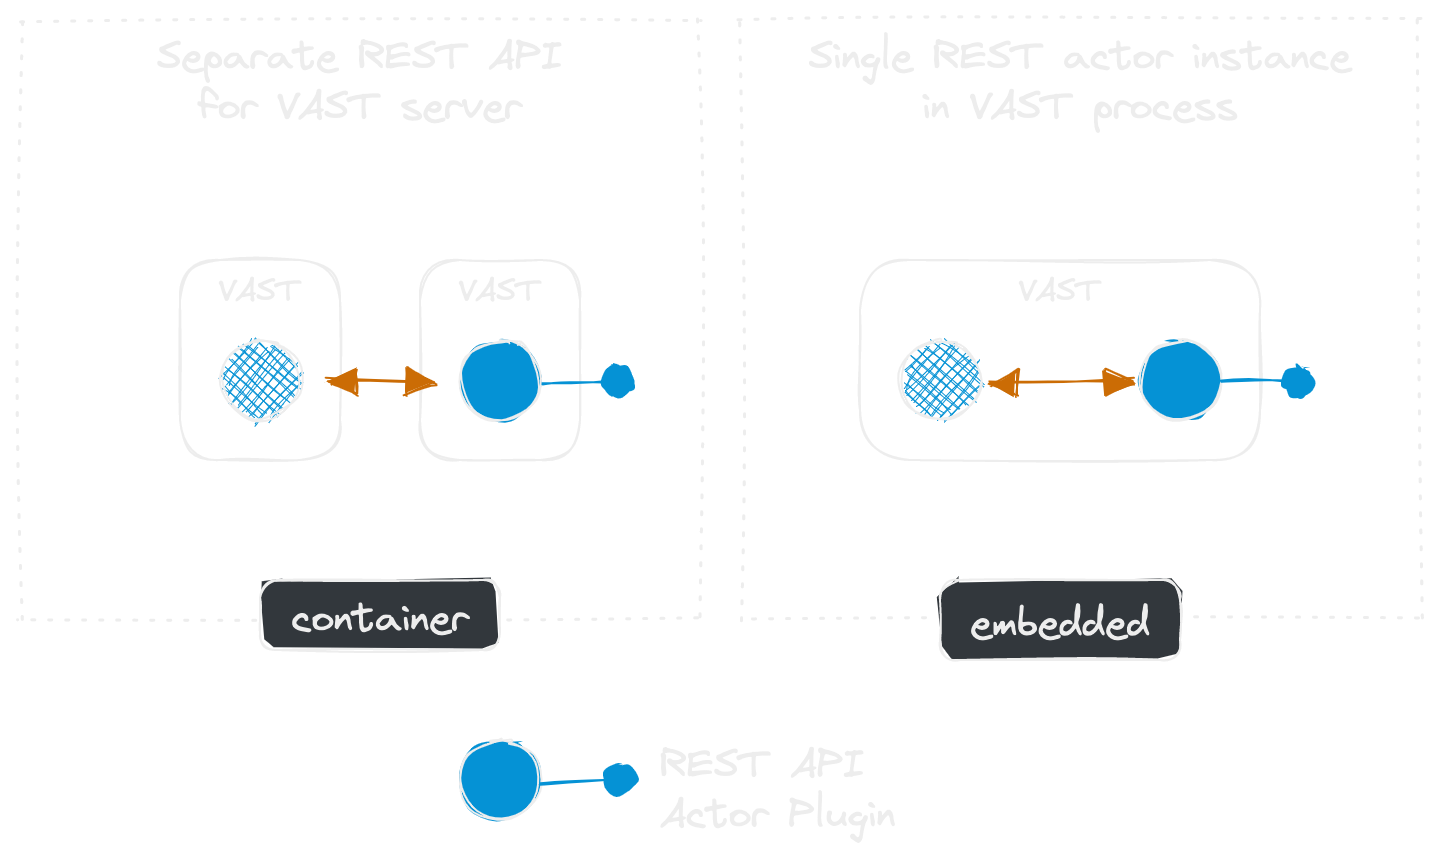 Separate REST API
for VAST server
VAST
VAST
container
Single REST actor instance
in VAST process
VAST
embedded
REST API
Actor Plugin